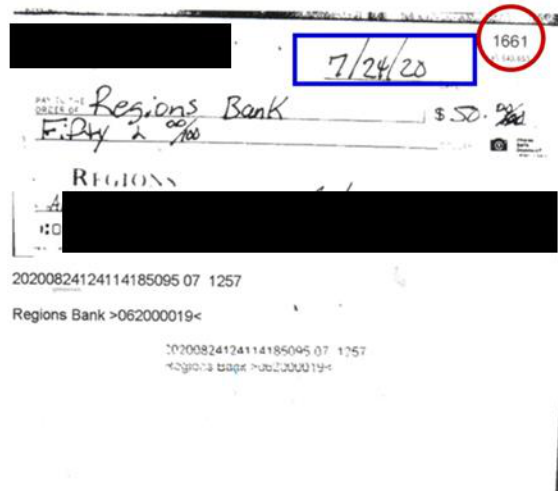 1661
7/24/20
PAY TO THE
ORDER OF Regions Bank $ 50. 00/100
Fifty & 00/100
REGIONS
20200824124114185095 07 1257
Regions Bank >062000019<
20200824124114185095 07 1257
Regions Bank >062000019<